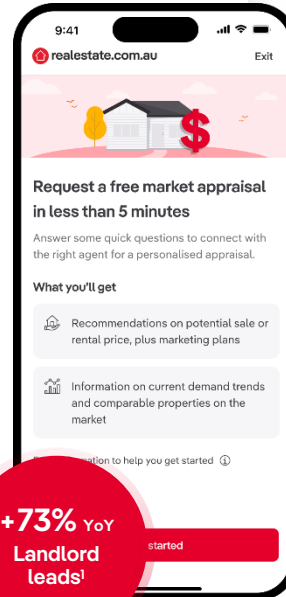 9:41
realestate.com.au
Exit
$
Request a free market appraisal
in less than 5 minutes
Answer some quick questions to connect with
the right agent for a personalised appraisal.
What you'll get
Recommendations on potential sale or
rental price, plus marketing plans
Information on current demand trends
and comparable properties on the
market
to help you get started
+73% YoY
Landlord
leads¹
started